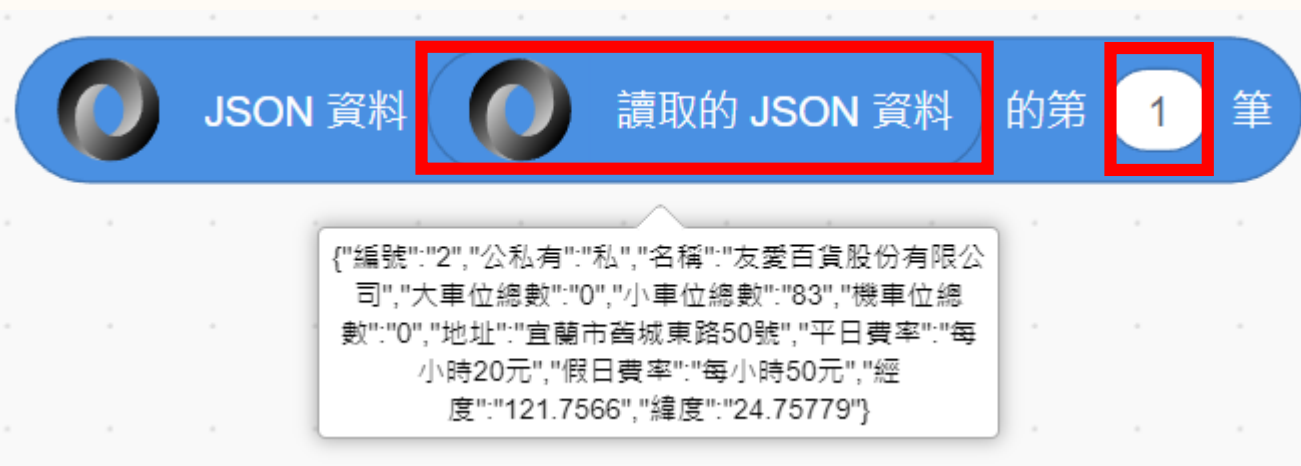 JSON 資料 讀取的 JSON 資料 的第 1 筆
{"編號":"2","公私有":"私","名稱":"友愛百貨股份有限公
司","大車位總數":"0","小車位總數":"83","機車位總
數":"0","地址":"宜蘭市舊城東路50號","平日費率":"每
小時20元","假日費率":"每小時50元","經
度":"121.7566","緯度":"24.75779"}